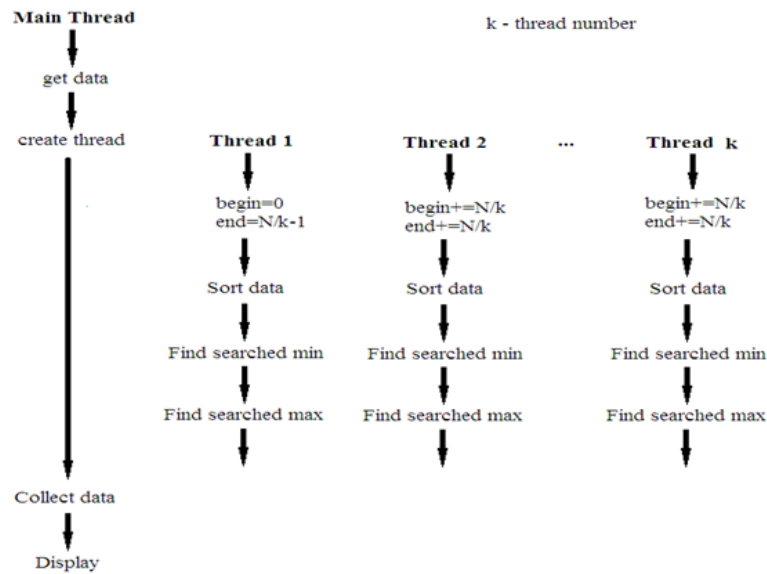 Main Thread
k - thread number
get data
create thread
Thread 1
Thread 2
...
Thread k
begin=0
end=N/k-1
begin+=N/k
end+=N/k
begin+=N/k
end+=N/k
Sort data
Sort data
Sort data
Find searched min
Find searched min
Find searched min
Find searched max
Find searched max
Find searched max
Collect data
Display